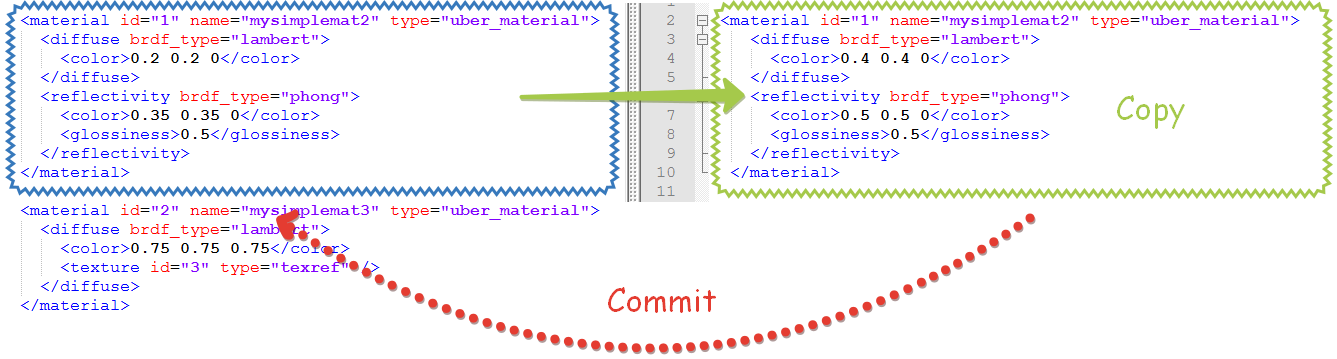 <material id="1" name="mysimplemat2" type="uber_material">
<diffuse brdf_type="lambert">
<color>0.2 0.2 0</color>
</diffuse>
<reflectivity brdf_type="phong">
<color>0.35 0.35 0</color>
<glossiness>0.5</glossiness>
</reflectivity>
</material>
<material id="2" name="mysimplemat3" type="uber_material">
<diffuse brdf_type="lambert">
<color>0.75 0.75 0.75</color>
<texture id="3" type="texref" />
</diffuse>
</material>
2
3
4
5
7
8
9
10
11
<material id="1" name="mysimplemat2" type="uber_material">
<diffuse brdf_type="lambert">
<color>0.4 0.4 0</color>
</diffuse>
<reflectivity brdf_type="phong">
<color>0.5 0.5 0</color>
<glossiness>0.5</glossiness>
</reflectivity>
</material>
Copy
Commit